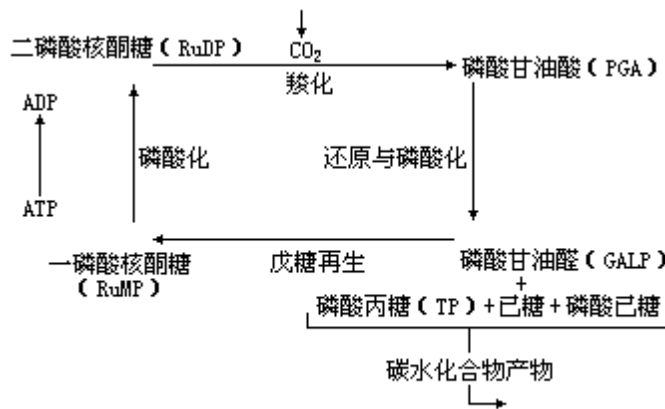 二磷酸核酮糖(RuDP)
CO₂
羧化
磷酸甘油酸(PGA)
ADP
磷酸化
还原与磷酸化
ATP
一磷酸核酮糖
(RuMP)
戊糖再生
磷酸甘油醛(GALP)
+
磷酸丙糖(TP)+已糖+磷酸已糖
碳水化合物产物